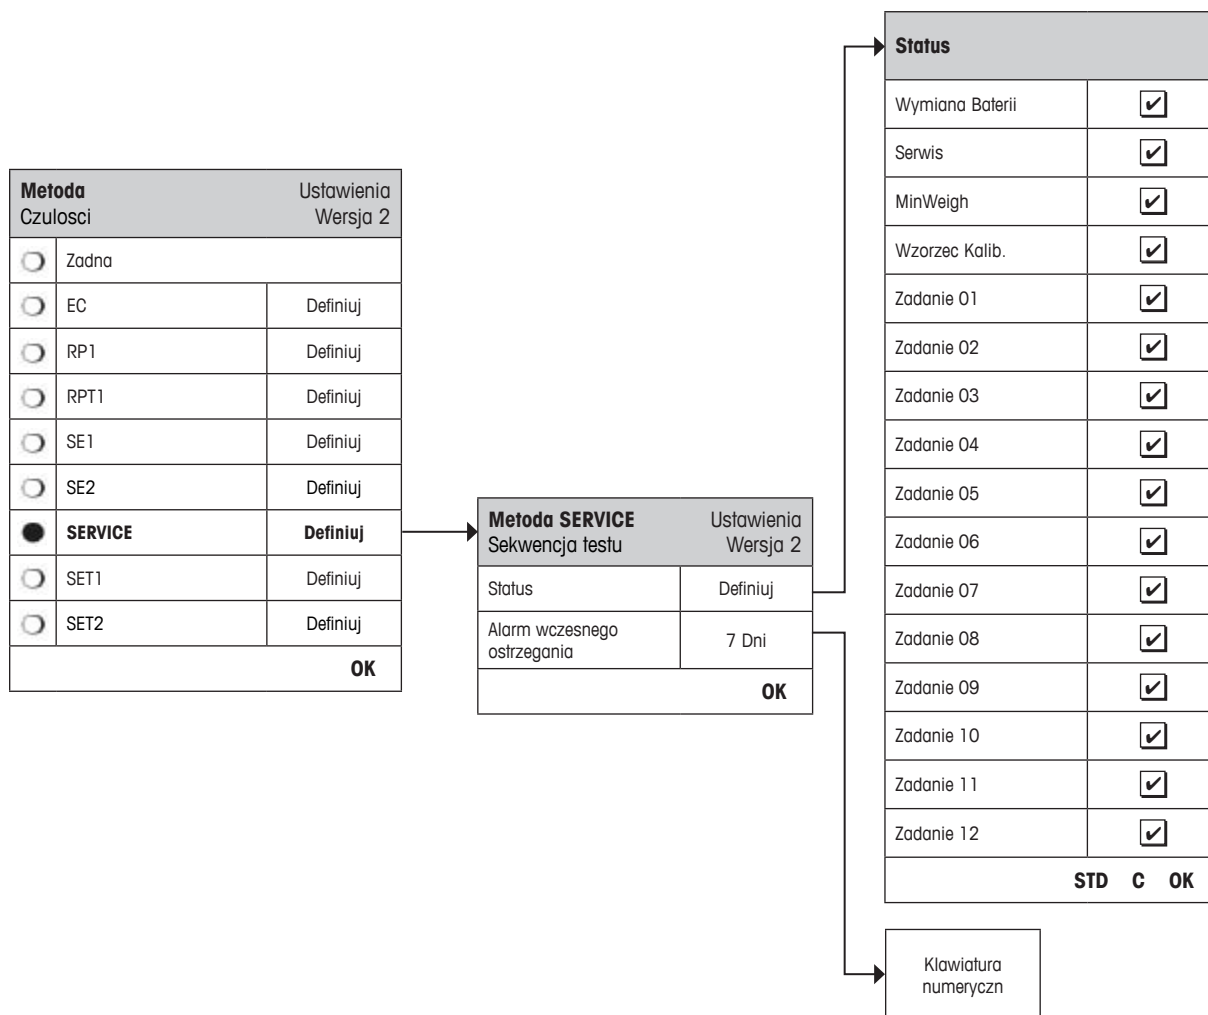 Metoda Ustawienia
Czulosci Wersja 2
Zadna
EC Definiuj
RP1 Definiuj
RPT1 Definiuj
SE1 Definiuj
SE2 Definiuj
SERVICE Definiuj
SET1 Definiuj
SET2 Definiuj
OK
Metoda SERVICE Ustawienia
Sekwencja testu Wersja 2
Status Definiuj
Alarm wczesnego
ostrzegania 7 Dni
OK
Status
Wymiana Baterii
Serwis
MinWeigh
Wzorzec Kalib.
Zadanie 01
Zadanie 02
Zadanie 03
Zadanie 04
Zadanie 05
Zadanie 06
Zadanie 07
Zadanie 08
Zadanie 09
Zadanie 10
Zadanie 11
Zadanie 12
STD C OK
Klawiatura
numeryczn